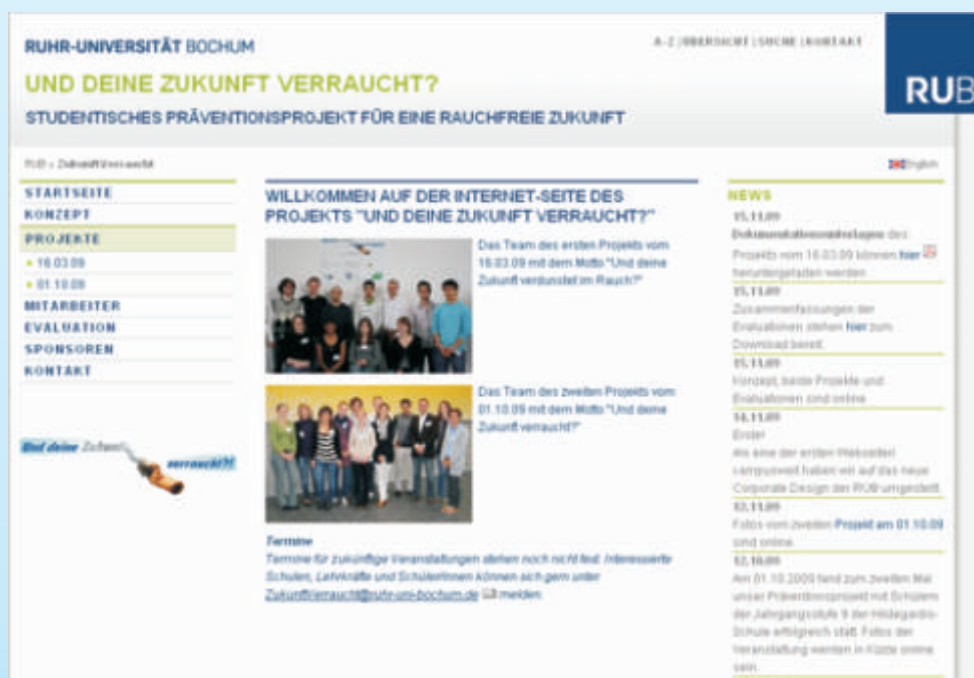 RUHR-UNIVERSITÄT BOCHUM
A-Z | ÜBERSICHT | SUCHE | KONTAKT
RUB
UND DEINE ZUKUNFT VERRAUCHT?
STUDENTISCHES PRÄVENTIONSPROJEKT FÜR EINE RAUCHFREIE ZUKUNFT
RUB » ZukunftVerraucht
English
STARTSEITE
KONZEPT
PROJEKTE
16.03.09
01.10.09
MITARBEITER
EVALUATION
SPONSOREN
KONTAKT
Und deine Zukunft
verraucht?!
WILLKOMMEN AUF DER INTERNET-SEITE DES
PROJEKTS "UND DEINE ZUKUNFT VERRAUCHT?"
Das Team des ersten Projekts vom
16.03.09 mit dem Motto "Und deine
Zukunft verdunstet im Rauch?"
Das Team des zweiten Projekts vom
01.10.09 mit dem Motto "Und deine
Zukunft verraucht?"
Termine
Termine für zukünftige Veranstaltungen stehen noch nicht fest. Interessierte
Schulen, Lehrkräfte und SchülerInnen können sich gern unter
ZukunftVerraucht@ruhr-uni-bochum.de melden.
NEWS
15.11.09
Dokumentationsunterlagen des
Projekts vom 16.03.09 können hier
heruntergeladen werden
15.11.09
Zusammenfassungen der
Evaluationen stehen hier zum
Download bereit.
15.11.09
Konzept, beide Projekte und
Evaluationen sind online
14.11.09
Erster
Als eine der ersten Webseiten
campusweit haben wir auf das neue
Corporate Design der RUB umgestellt.
12.11.09
Fotos vom zweiten Projekt am 01.10.09
sind online
12.10.09
Am 01.10.2009 fand zum zweiten Mal
unser Präventionsprojekt mit Schülern
der Jahrgangsstufe 9 der Hildegardis-
Schule erfolgreich statt. Fotos der
Veranstaltung werden in Kürze online
sein.